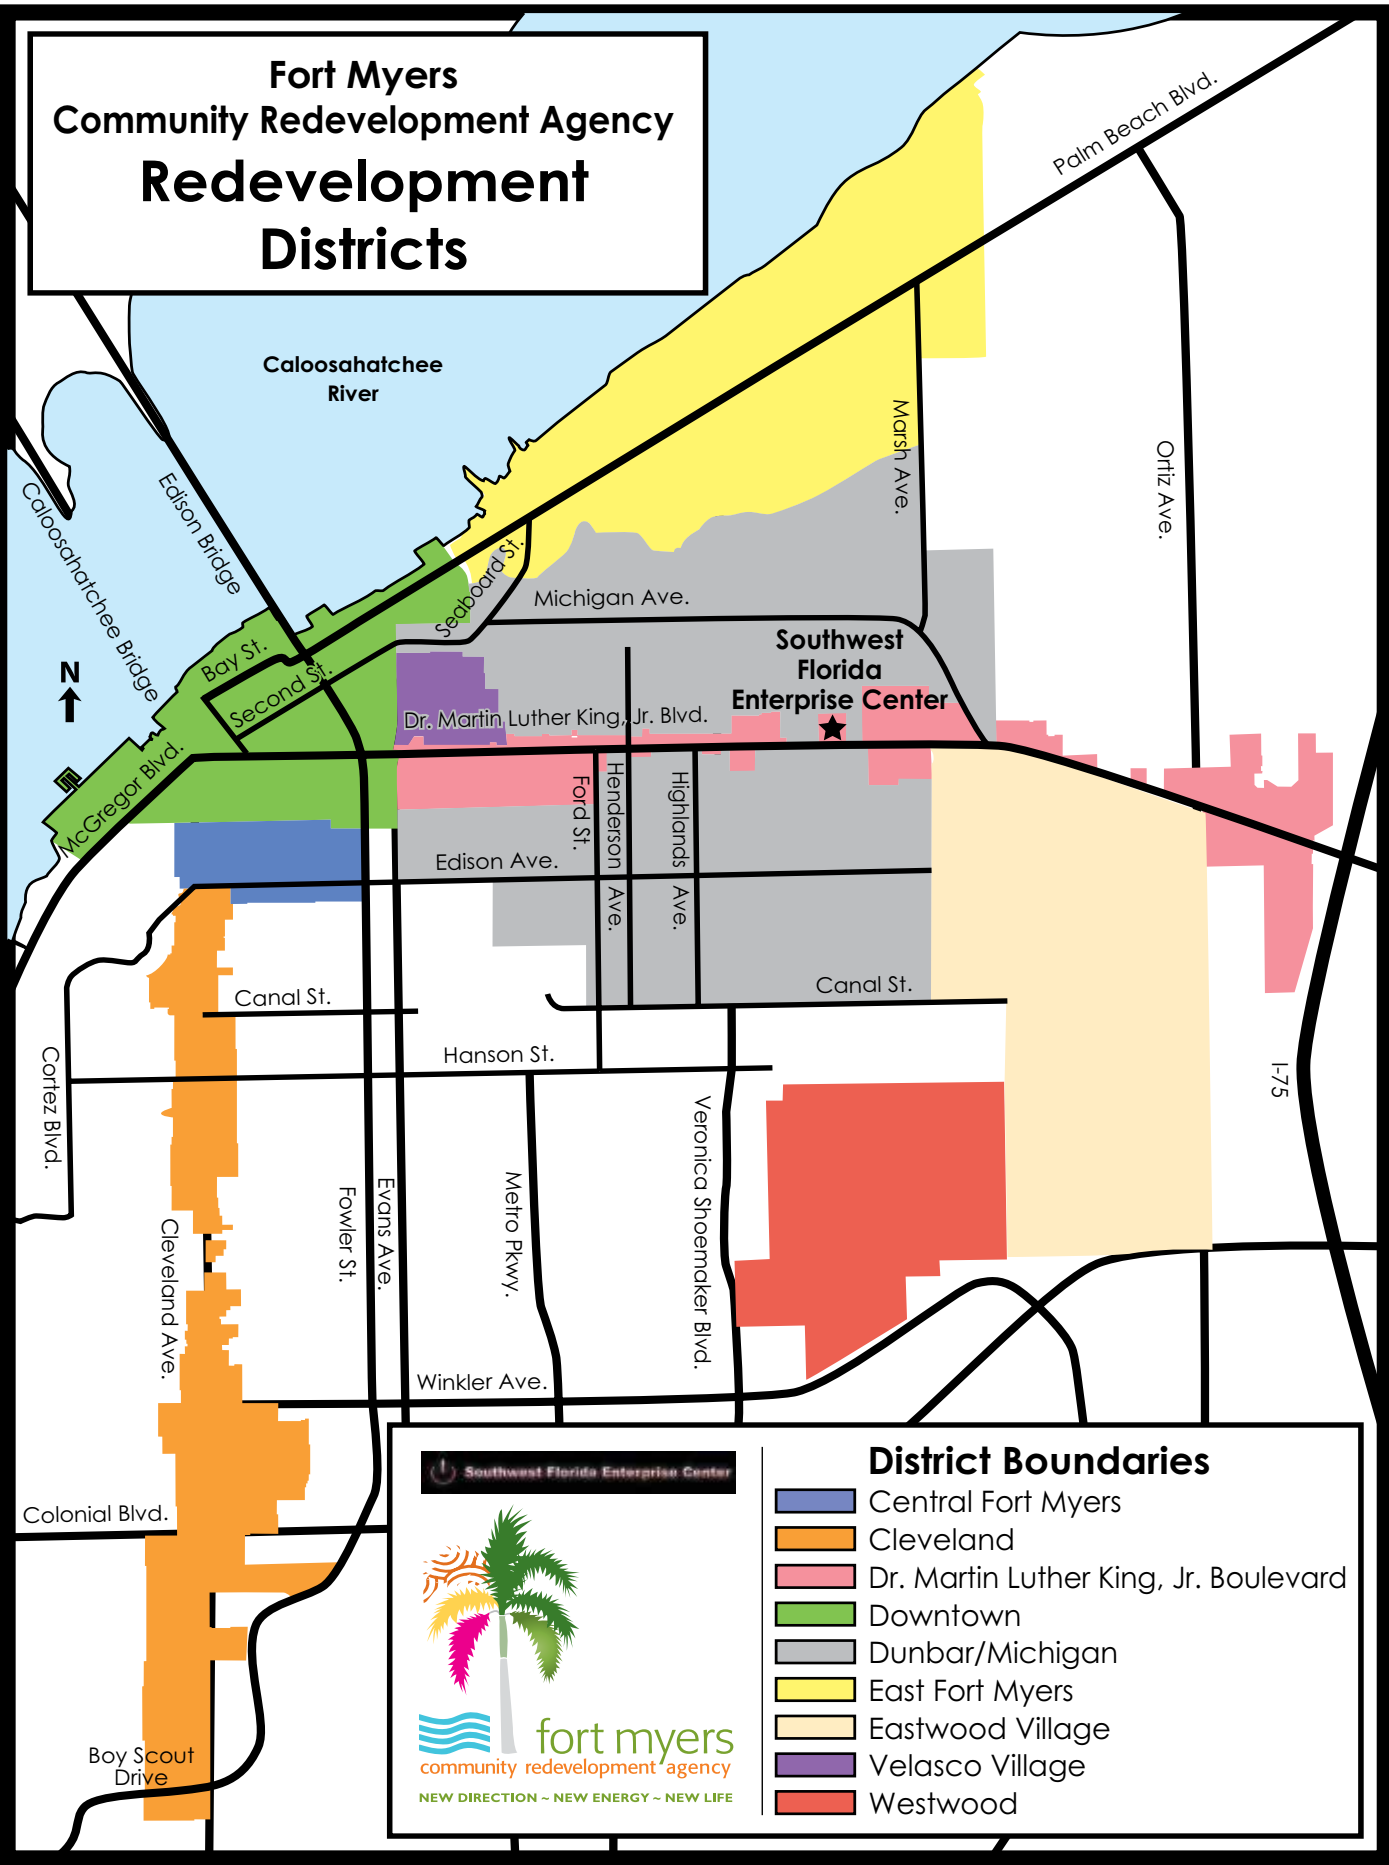 Fort Myers
Community Redevelopment Agency
Redevelopment
Districts
Palm Beach Blvd.
Caloosahatchee
River
Marsh Ave.
Ortiz Ave.
Edison Bridge
Caloosahatchee Bridge
Seaboard St.
Michigan Ave.
Southwest
Florida
Enterprise Center
N
Bay St.
Second St.
Dr. Martin Luther King, Jr. Blvd.
McGregor Blvd.
Ford St.
Henderson Ave.
Highlands Ave.
Edison Ave.
Canal St.
Canal St.
Hanson St.
Cortez Blvd.
I-75
Veronica Shoemaker Blvd.
Metro Pkwy.
Evans Ave.
Fowler St.
Cleveland Ave.
Winkler Ave.
Colonial Blvd.
Boy Scout
Drive
Southwest Florida Enterprise Center
fort myers
community redevelopment agency
NEW DIRECTION ~ NEW ENERGY ~ NEW LIFE
District Boundaries
Central Fort Myers
Cleveland
Dr. Martin Luther King, Jr. Boulevard
Downtown
Dunbar/Michigan
East Fort Myers
Eastwood Village
Velasco Village
Westwood